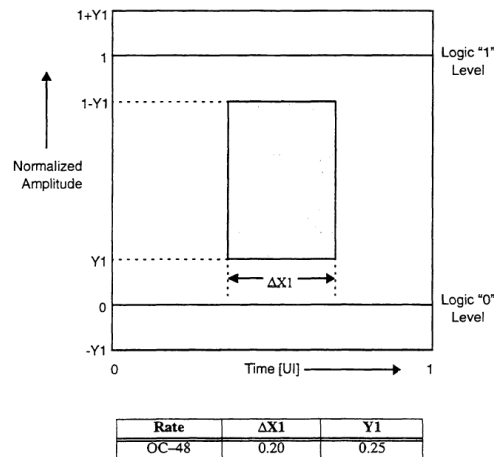 1+Y1
1
Logic "1"
Level
1-Y1
Normalized
Amplitude
Y1
ΔX1
0
Logic "0"
Level
-Y1
0
Time [UI]
1
Rate ΔX1 Y1
OC–48 0.20 0.25